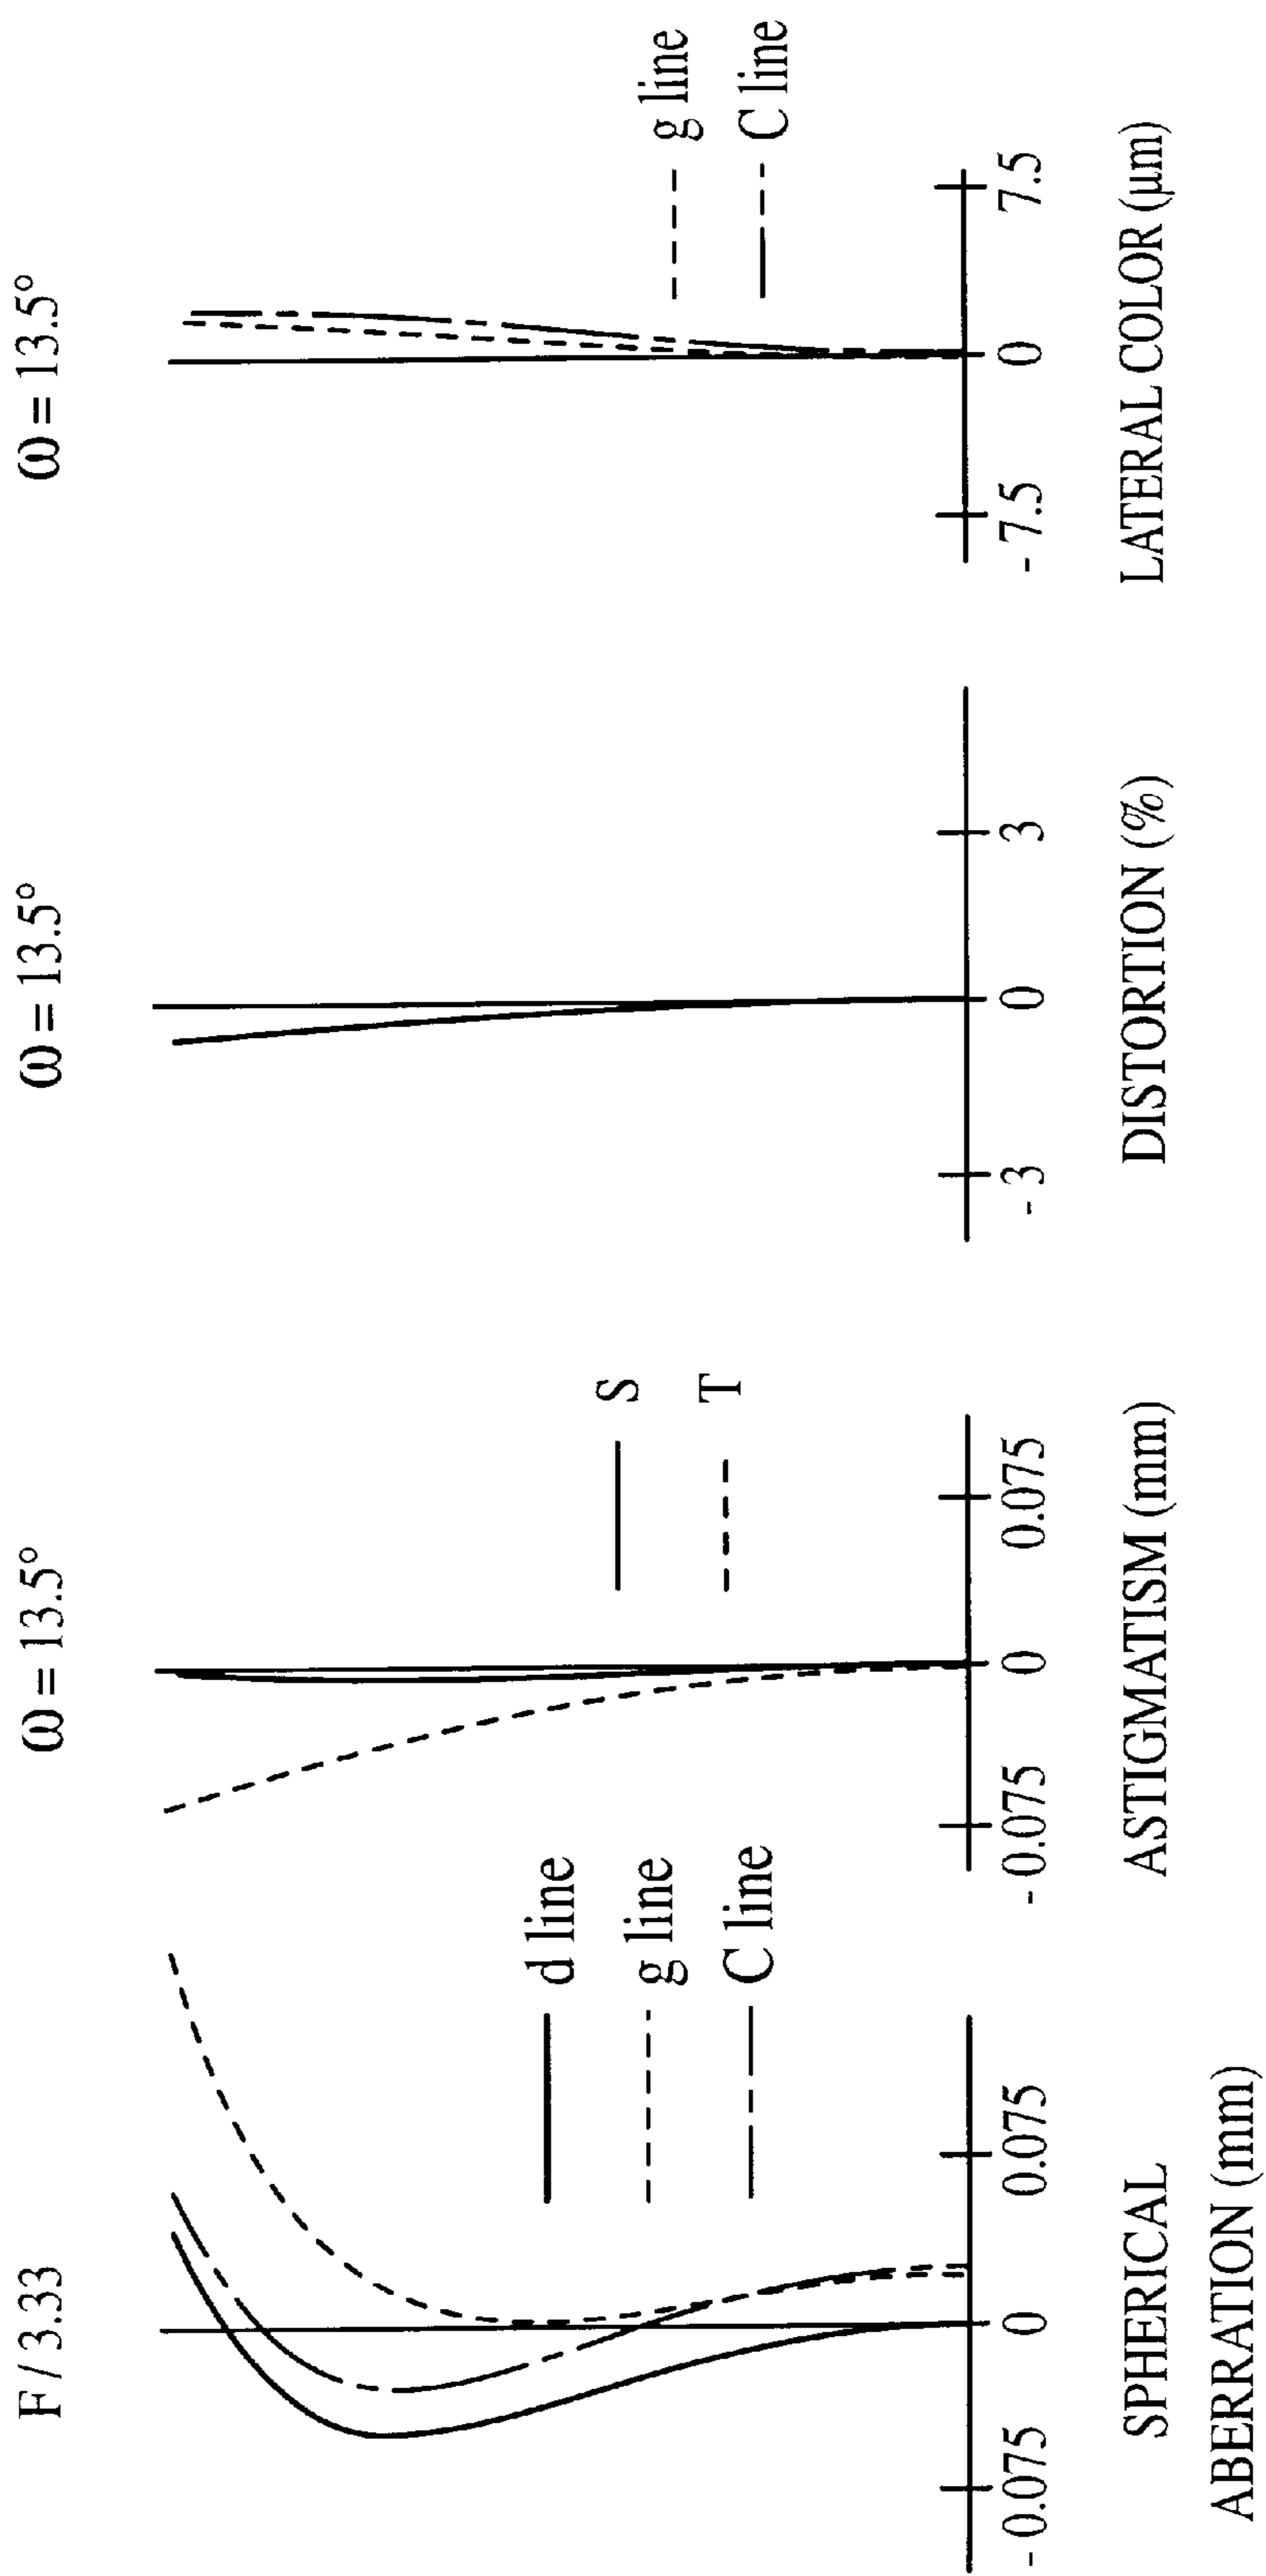 F / 3.33
d line
g line
C line
- 0.075
0
0.075
SPHERICAL
ABERRATION (mm)
ω = 13.5°
S
T
- 0.075
0
0.075
ASTIGMATISM (mm)
ω = 13.5°
- 3
0
3
DISTORTION (%)
ω = 13.5°
g line
C line
- 7.5
0
7.5
LATERAL COLOR (µm)